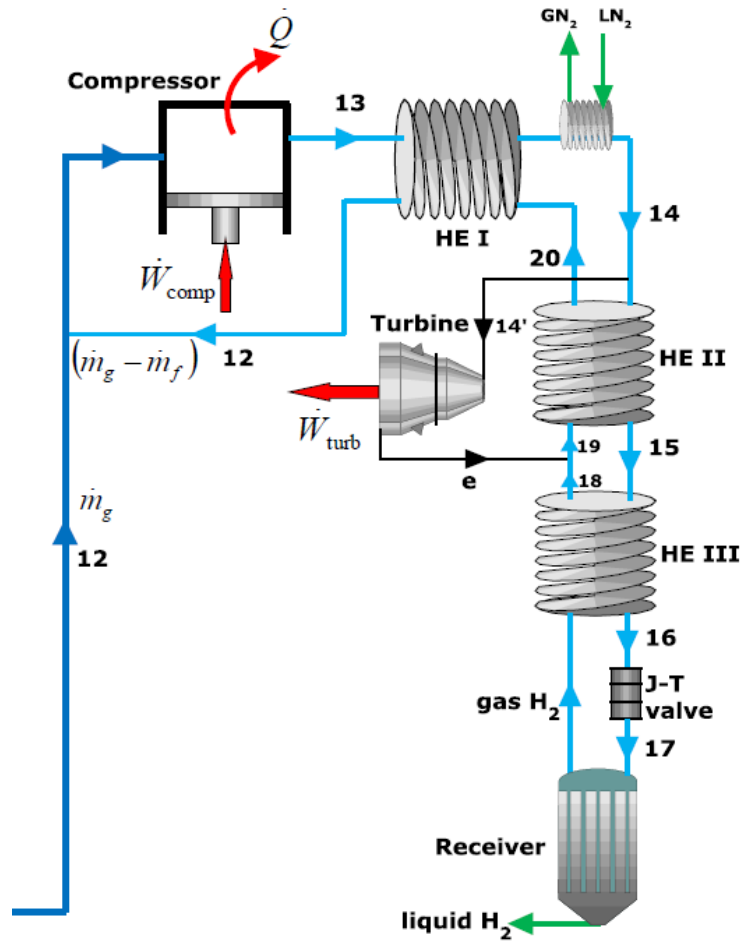 GN2 LN2
Q̇
Compressor
13
14
HE I
Ẇcomp
20
Turbine
14'
(ṁg − ṁf) 12
HE II
Ẇturb
19
15
e
18
ṁg
12
HE III
16
gas H2
J-T
valve
17
Receiver
liquid H2